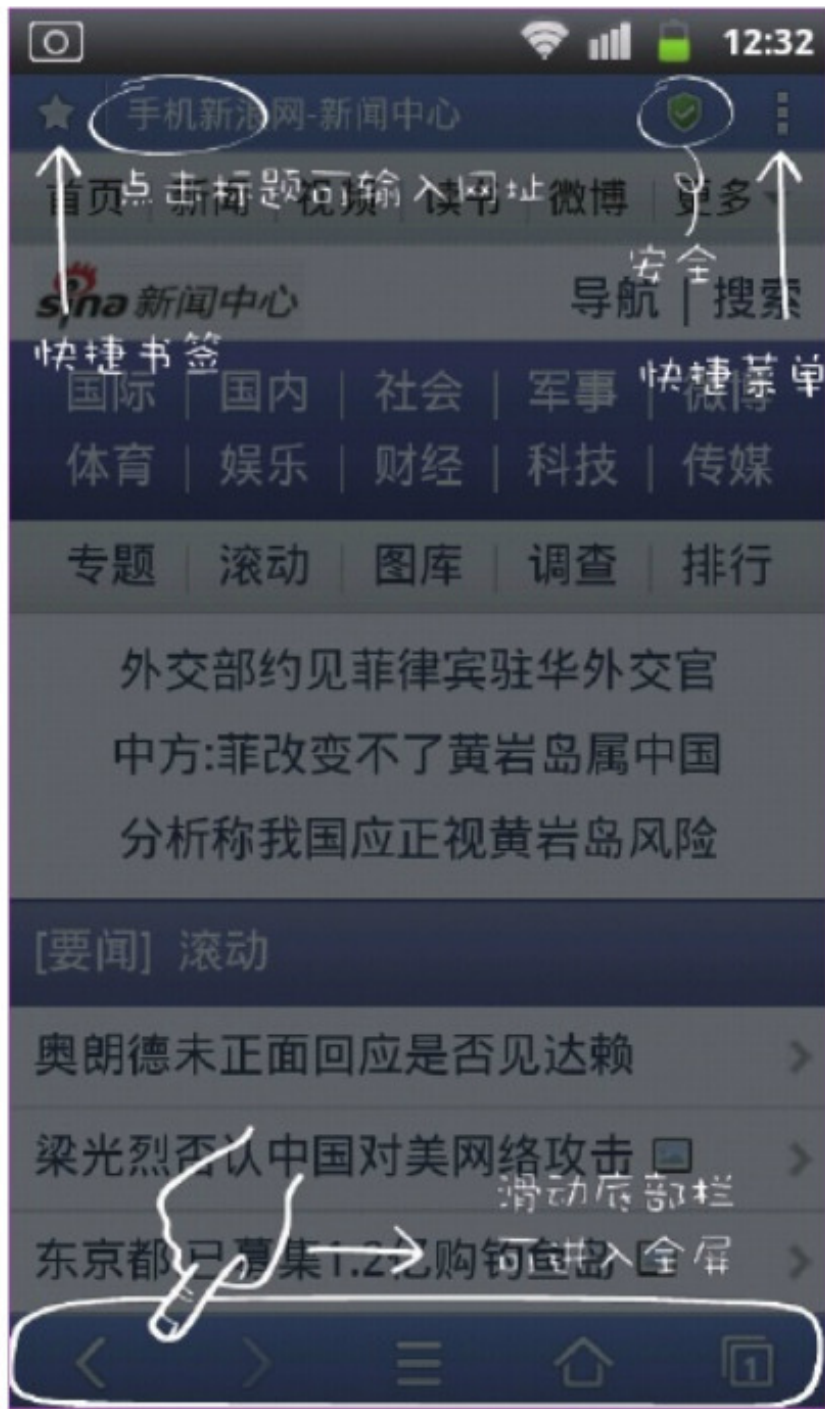 12:32
手机新浪网-新闻中心
点击标题可输入网址
首页 新闻 视频 读书 微博 更多
安全
sina 新闻中心 导航 | 搜索
快捷书签
快捷菜单
国际 | 国内 | 社会 | 军事 | 微博
体育 | 娱乐 | 财经 | 科技 | 传媒
专题 | 滚动 | 图库 | 调查 | 排行
外交部约见菲律宾驻华外交官
中方:菲改变不了黄岩岛属中国
分析称我国应正视黄岩岛风险
[要闻] 滚动
奥朗德未正面回应是否见达赖
梁光烈否认中国对美网络攻击
滑动底部栏
可进入全屏
东京都:已募集1.2亿购钓鱼岛
1